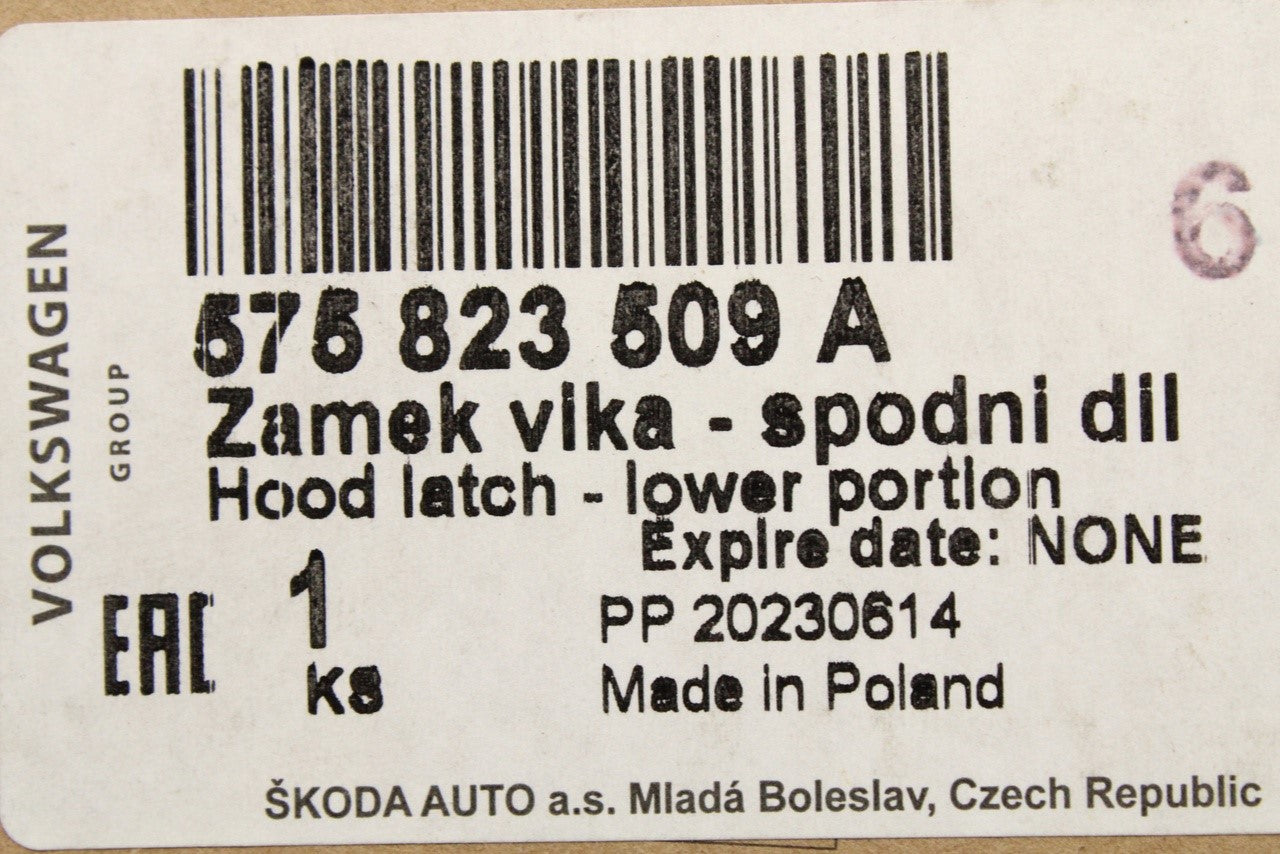 VOLKSWAGEN
GROUP
6
575 823 509 A
Zamek vika - spodni dil
Hood latch - lower portion
Expire date: NONE
1
ks
PP 20230614
Made in Poland
EAC
ŠKODA AUTO a.s. Mladá Boleslav, Czech Republic